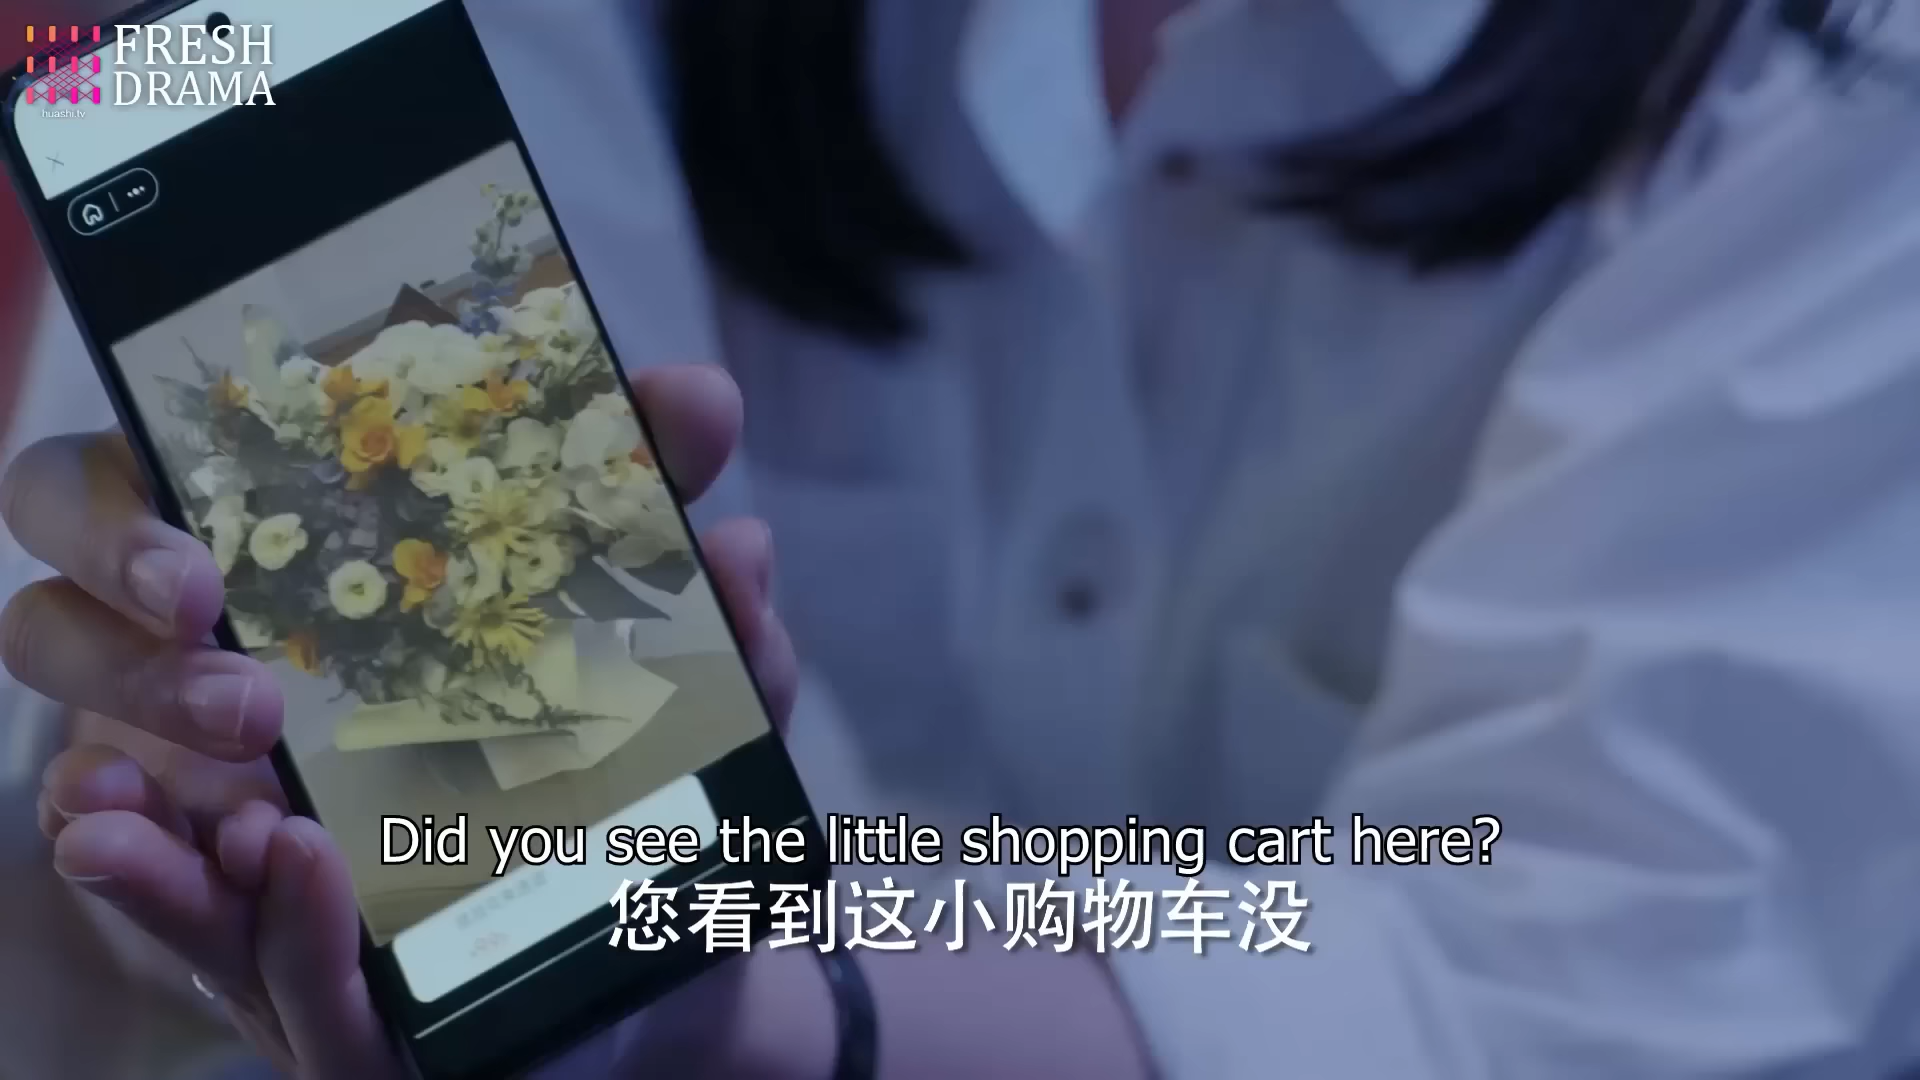 FRESH
DRAMA
huashi.tv
Did you see the little shopping cart here?
您看到这小购物车没